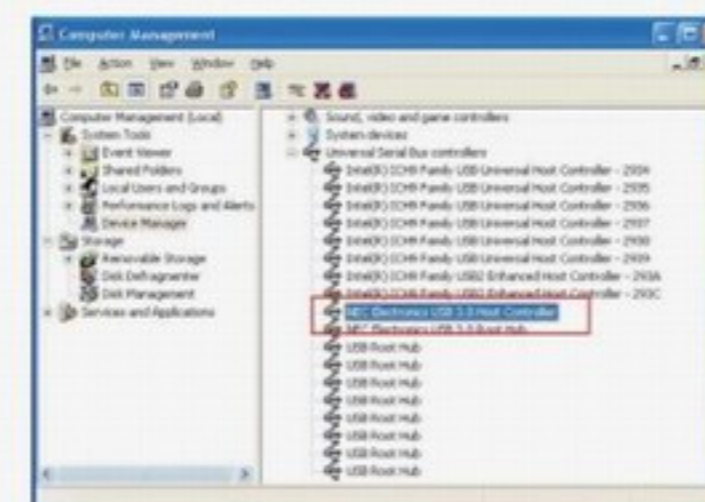 Computer Management
File Action View Window Help
Computer Management (Local)
System Tools
Event Viewer
Shared Folders
Local Users and Groups
Performance Logs and Alerts
Device Manager
Storage
Removable Storage
Disk Defragmenter
Disk Management
Services and Applications
Sound, video and game controllers
System devices
Universal Serial Bus controllers
Intel(R) ICH9 Family USB Universal Host Controller - 2934
Intel(R) ICH9 Family USB Universal Host Controller - 2935
Intel(R) ICH9 Family USB Universal Host Controller - 2936
Intel(R) ICH9 Family USB Universal Host Controller - 2937
Intel(R) ICH9 Family USB Universal Host Controller - 2938
Intel(R) ICH9 Family USB Universal Host Controller - 2939
Intel(R) ICH9 Family USB2 Enhanced Host Controller - 293A
Intel(R) ICH9 Family USB2 Enhanced Host Controller - 293C
NEC Electronics USB 3.0 Host Controller
NEC Electronics USB 3.0 Root Hub
USB Root Hub
USB Root Hub
USB Root Hub
USB Root Hub
USB Root Hub
USB Root Hub
USB Root Hub
USB Root Hub